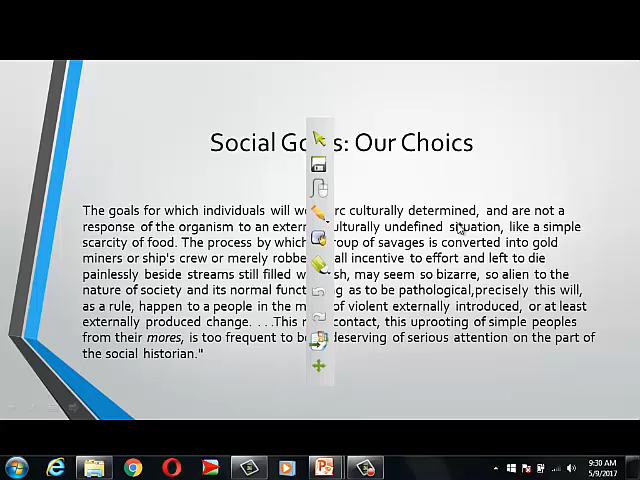 Social Go s: Our Choics
The goals for which individuals will wo rc culturally determined, and are not a
response of the organism to an extern ulturally undefined situation, like a simple
scarcity of food. The process by which roup of savages is converted into gold
miners or ship's crew or merely robbe all incentive to effort and left to die
painlessly beside streams still filled w sh, may seem so bizarre, so alien to the
nature of society and its normal funct g as to be pathological,precisely this will,
as a rule, happen to a people in the m of violent externally introduced, or at least
externally produced change. . . .This r contact, this uprooting of simple peoples
from their mores, is too frequent to be deserving of serious attention on the part of
the social historian."
9:30 AM
5/9/2017